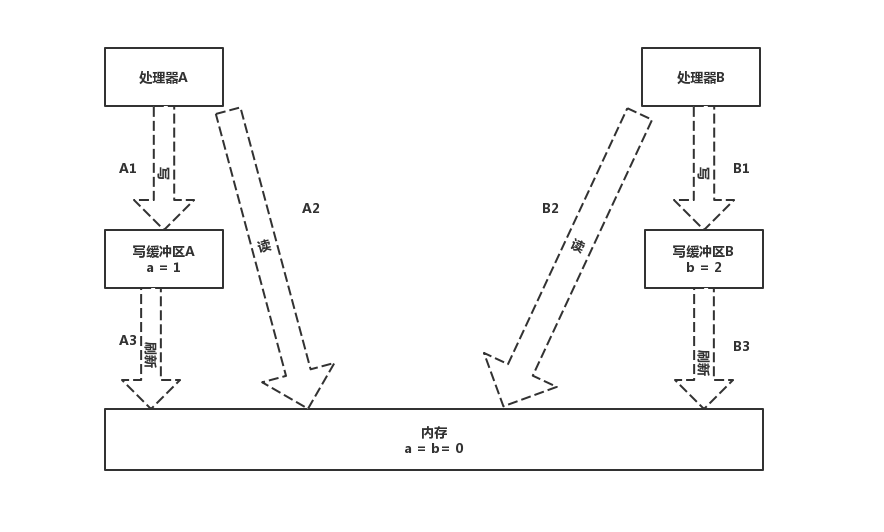 处理器A
处理器B
A1
写
A2
B2
写
B1
写缓冲区A
a = 1
读
读
写缓冲区B
b = 2
A3
刷新
刷新
B3
内存
a = b= 0